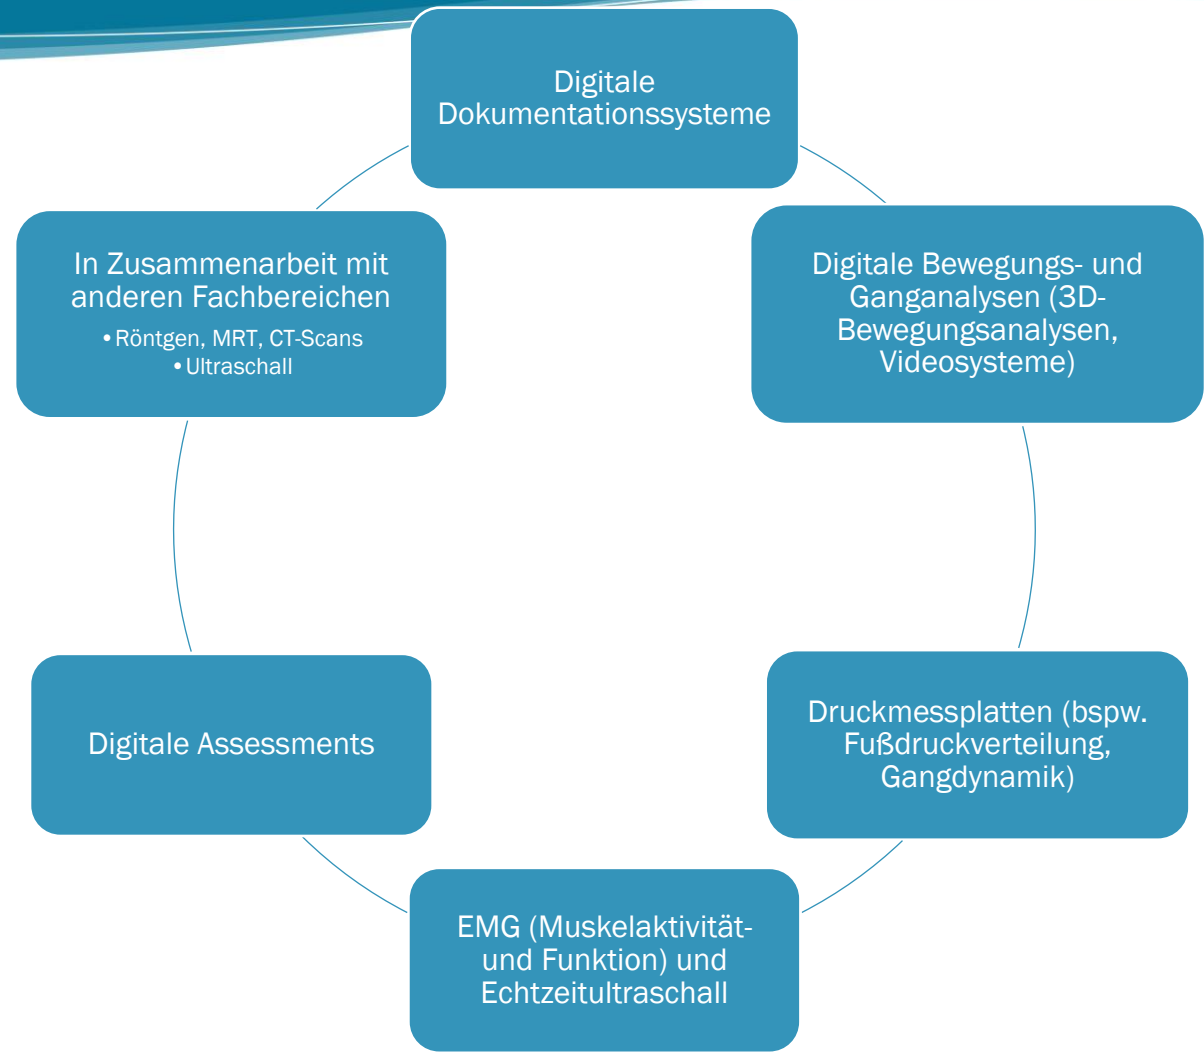 Digitale
Dokumentationssysteme
Digitale Bewegungs- und
Ganganalysen (3D-
Bewegungsanalysen,
Videosysteme)
Druckmessplatten (bspw.
Fußdruckverteilung,
Gangdynamik)
EMG (Muskelaktivität-
und Funktion) und
Echtzeitultraschall
Digitale Assessments
In Zusammenarbeit mit
anderen Fachbereichen
•Röntgen, MRT, CT-Scans
•Ultraschall